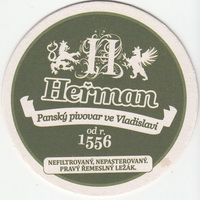 H
Heřman
Panský pivovar ve Vladislavi
od r.
1556
NEFILTROVANÝ, NEPASTEROVANÝ.
PRAVÝ ŘEMESLNÝ LEŽÁK.